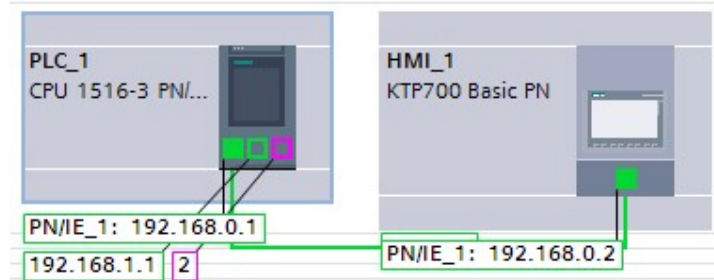 PLC_1
CPU 1516-3 PN/...
HMI_1
KTP700 Basic PN
PN/IE_1: 192.168.0.1
192.168.1.1
2
PN/IE_1: 192.168.0.2